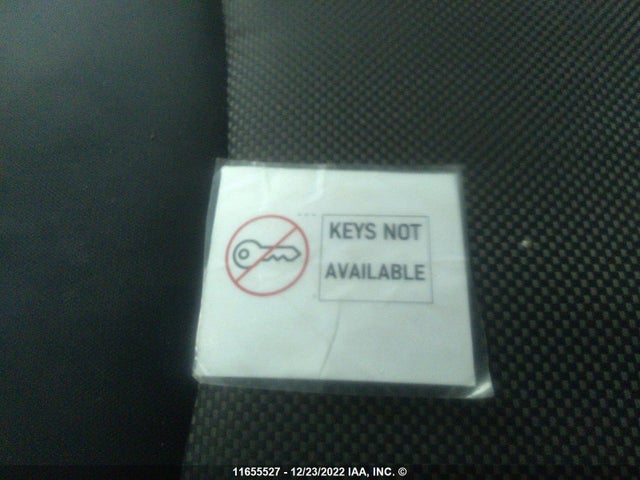 KEYS NOT
AVAILABLE
11655527 - 12/23/2022 IAA, INC. ©